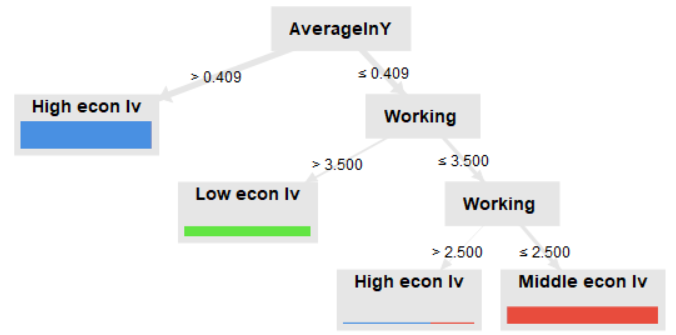 AverageInY
> 0.409
≤ 0.409
High econ lv
Working
> 3.500
≤ 3.500
Low econ lv
Working
> 2.500
≤ 2.500
High econ lv
Middle econ lv